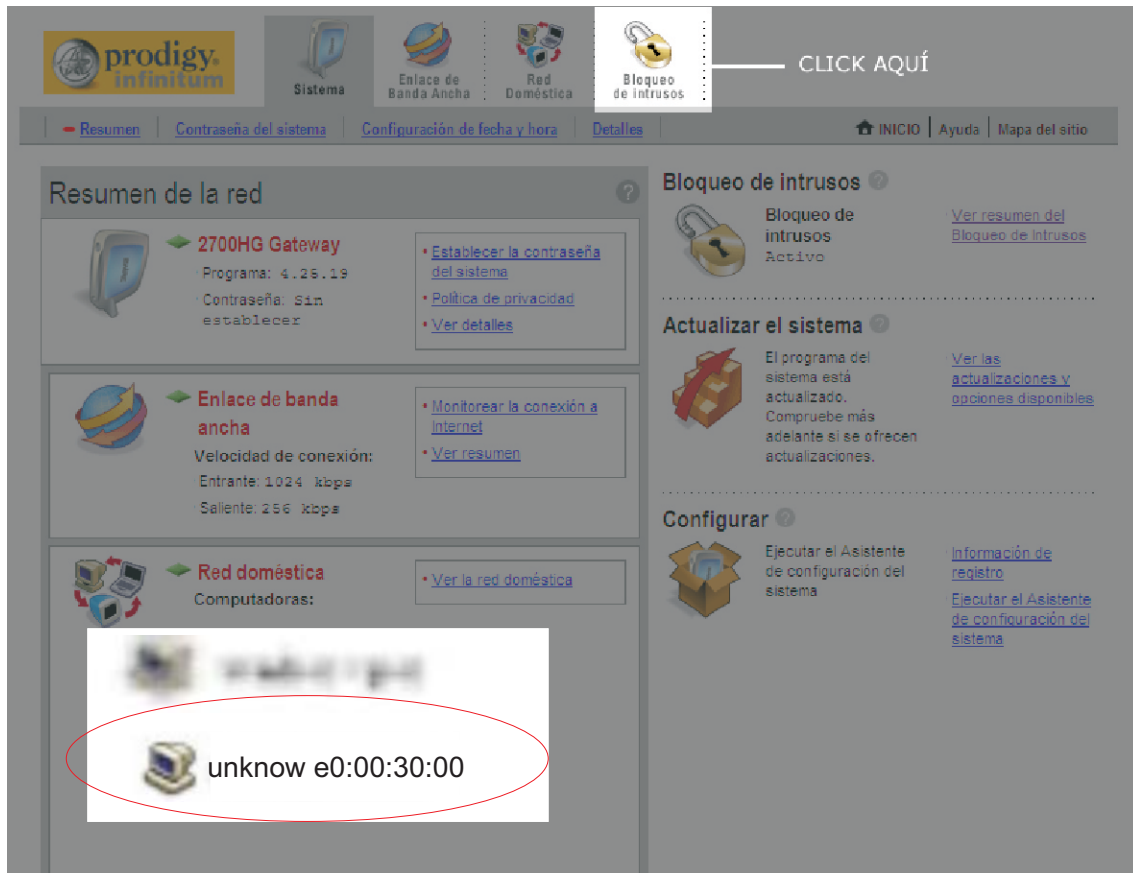 prodigy.
infinitum
Sistema
Enlace de
Banda Ancha
Red
Doméstica
Bloqueo
de intrusos
CLICK AQUÍ
Resumen
Contraseña del sistema
Configuración de fecha y hora
Detalles
INICIO
Ayuda
Mapa del sitio
Resumen de la red
?
2700HG Gateway
Programa: 4.25.19
Contraseña: Sin
establecer
• Establecer la contraseña
del sistema
• Política de privacidad
• Ver detalles
Enlace de banda
ancha
Velocidad de conexión:
Entrante: 1024 kbps
Saliente: 256 kbps
• Monitorear la conexión a
Internet
• Ver resumen
Red doméstica
Computadoras:
• Ver la red doméstica
unknow e0:00:30:00
Bloqueo de intrusos ?
Bloqueo de
intrusos
Activo
Ver resumen del
Bloqueo de Intrusos
Actualizar el sistema ?
El programa del
sistema está
actualizado.
Compruebe más
adelante si se ofrecen
actualizaciones.
Ver las
actualizaciones y
opciones disponibles
Configurar ?
Ejecutar el Asistente
de configuración del
sistema
Información de
registro
Ejecutar el Asistente
de configuración del
sistema